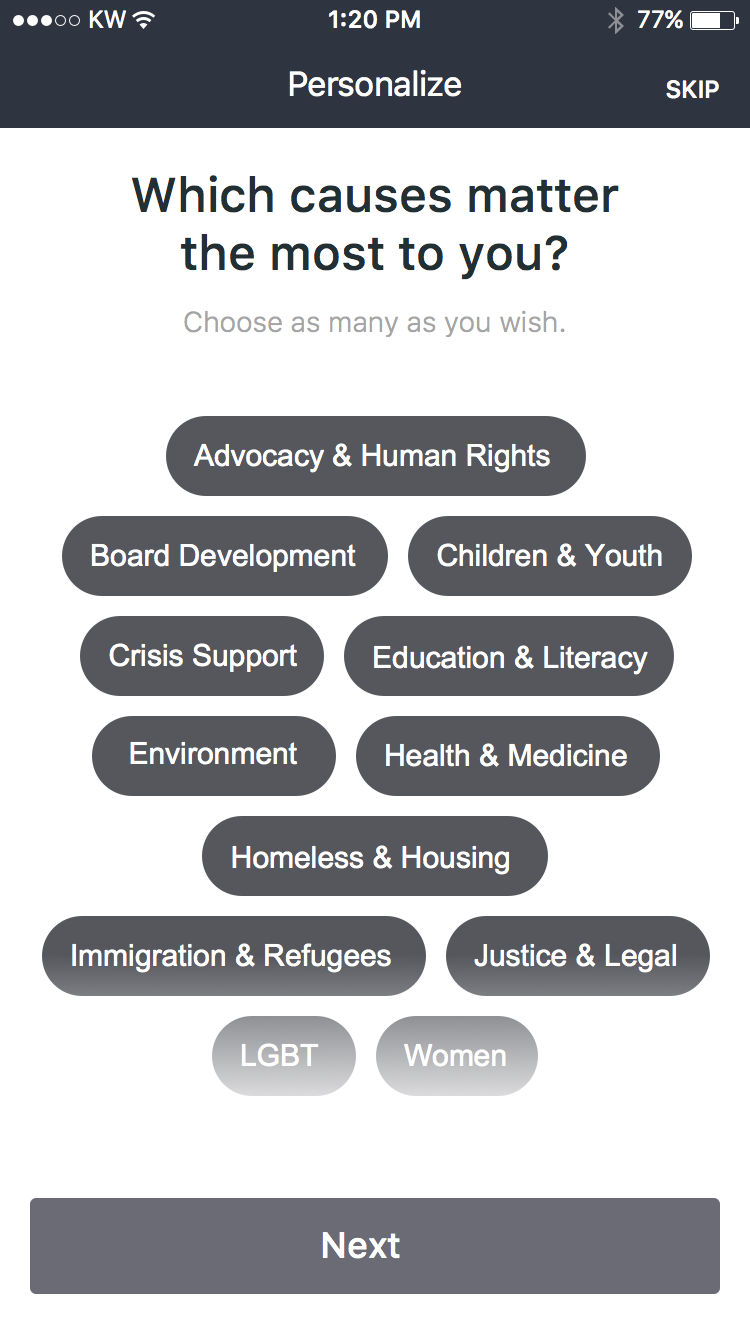 KW 1:20 PM 77%
Personalize SKIP
Which causes matter
the most to you?
Choose as many as you wish.
Advocacy & Human Rights
Board Development Children & Youth
Crisis Support Education & Literacy
Environment Health & Medicine
Homeless & Housing
Immigration & Refugees Justice & Legal
LGBT Women
Next